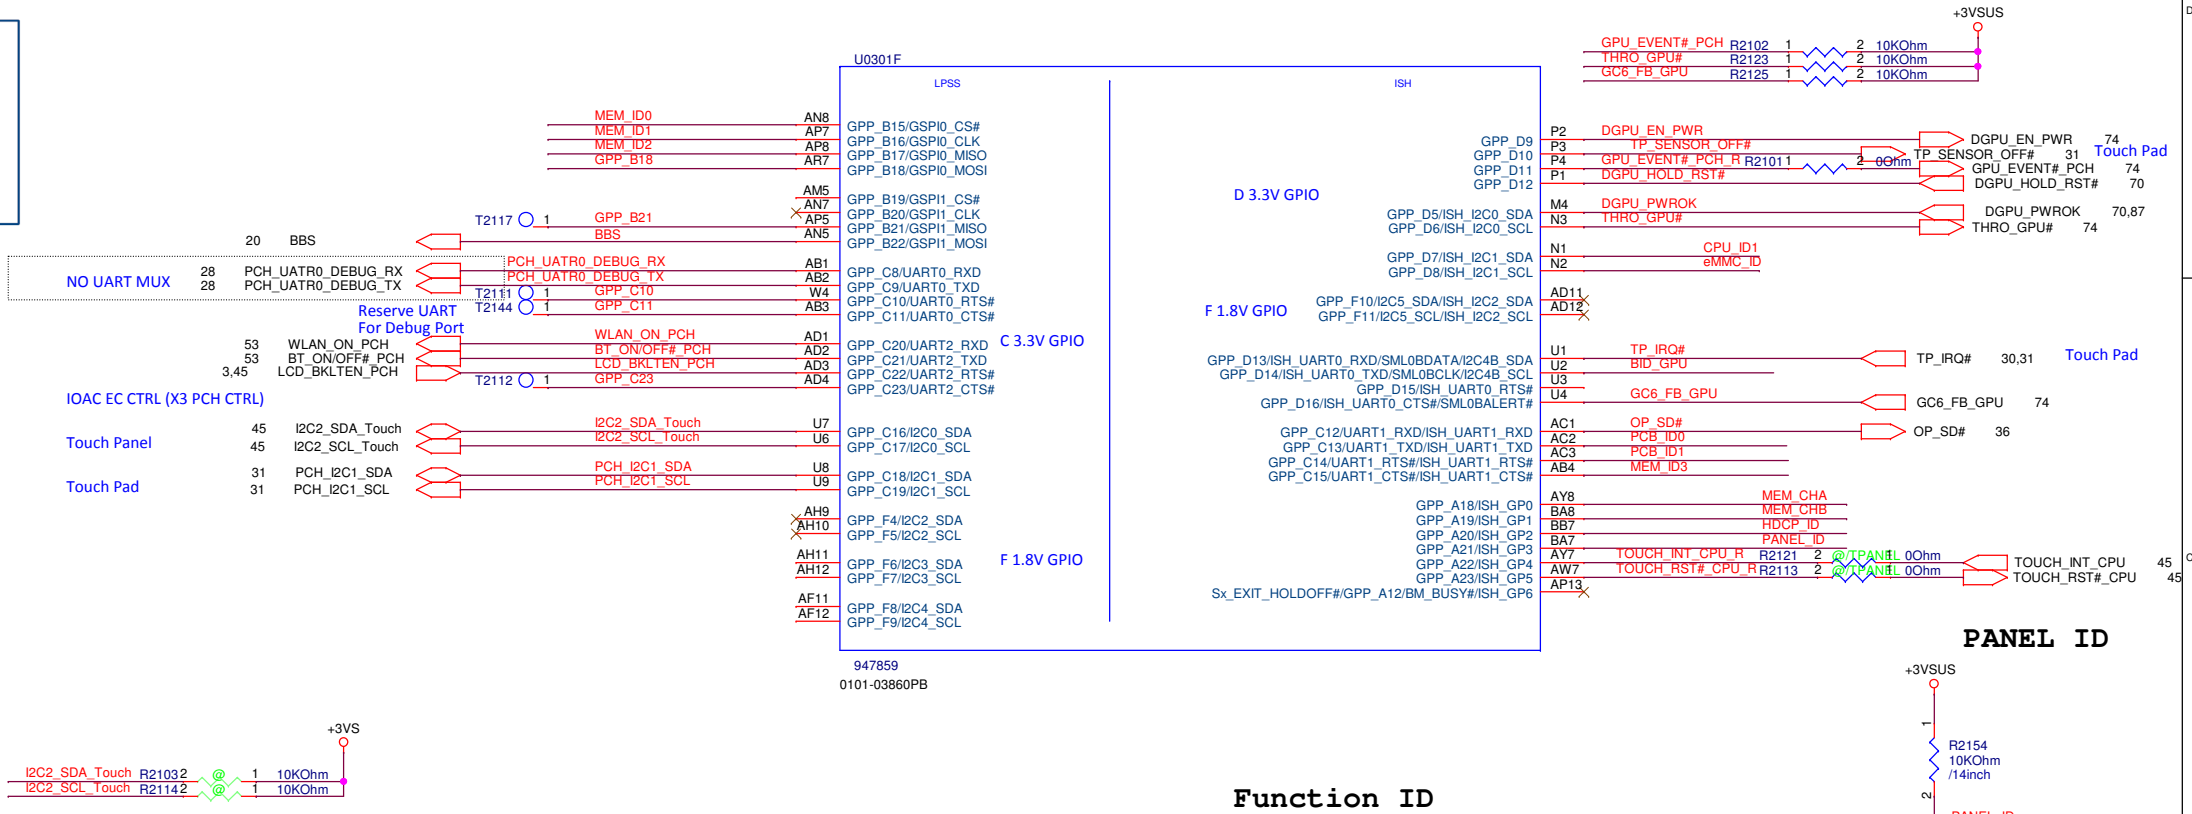 +3VSUS
GPU_EVENT#_PCH R2102 1 2 10KOhm
THRO_GPU# R2123 1 2 10KOhm
GC6_FB_GPU R2125 1 2 10KOhm
D
U0301F
LPSS
ISH
MEM_ID0 AN8 GPP_B15/GSPI0_CS#
MEM_ID1 AP7 GPP_B16/GSPI0_CLK
MEM_ID2 AP8 GPP_B17/GSPI0_MISO
GPP_B18 AR7 GPP_B18/GSPI0_MOSI
AM5 GPP_B19/GSPI1_CS#
AN7 GPP_B20/GSPI1_CLK
T2117 1 GPP_B21 AP5 GPP_B21/GSPI1_MISO
20 BBS BBS AN5 GPP_B22/GSPI1_MOSI
NO UART MUX
28 PCH_UATR0_DEBUG_RX PCH_UATR0_DEBUG_RX AB1 GPP_C8/UART0_RXD
28 PCH_UATR0_DEBUG_TX PCH_UATR0_DEBUG_TX AB2 GPP_C9/UART0_TXD
T2111 1 GPP_C10 W4 GPP_C10/UART0_RTS#
T2144 1 GPP_C11 AB3 GPP_C11/UART0_CTS#
Reserve UART
For Debug Port
53 WLAN_ON_PCH WLAN_ON_PCH AD1 GPP_C20/UART2_RXD
53 BT_ON/OFF#_PCH BT_ON/OFF#_PCH AD2 GPP_C21/UART2_TXD
3,45 LCD_BKLTEN_PCH LCD_BKLTEN_PCH AD3 GPP_C22/UART2_RTS#
T2112 1 GPP_C23 AD4 GPP_C23/UART2_CTS#
C 3.3V GPIO
IOAC EC CTRL (X3 PCH CTRL)
45 I2C2_SDA_Touch I2C2_SDA_Touch U7 GPP_C16/I2C0_SDA
Touch Panel
45 I2C2_SCL_Touch I2C2_SCL_Touch U6 GPP_C17/I2C0_SCL
31 PCH_I2C1_SDA PCH_I2C1_SDA U8 GPP_C18/I2C1_SDA
Touch Pad
31 PCH_I2C1_SCL PCH_I2C1_SCL U9 GPP_C19/I2C1_SCL
AH9 GPP_F4/I2C2_SDA
AH10 GPP_F5/I2C2_SCL
AH11 GPP_F6/I2C3_SDA
AH12 GPP_F7/I2C3_SCL
F 1.8V GPIO
AF11 GPP_F8/I2C4_SDA
AF12 GPP_F9/I2C4_SCL
GPP_D9 P2 DGPU_EN_PWR DGPU_EN_PWR 74
GPP_D10 P3 TP_SENSOR_OFF# TP_SENSOR_OFF# 31 Touch Pad
GPP_D11 P4 GPU_EVENT#_PCH_R R2101 1 2 0Ohm GPU_EVENT#_PCH 74
GPP_D12 P1 DGPU_HOLD_RST# DGPU_HOLD_RST# 70
D 3.3V GPIO
GPP_D5/ISH_I2C0_SDA M4 DGPU_PWROK DGPU_PWROK 70,87
GPP_D6/ISH_I2C0_SCL N3 THRO_GPU# THRO_GPU# 74
GPP_D7/ISH_I2C1_SDA N1 CPU_ID1
GPP_D8/ISH_I2C1_SCL N2 eMMC_ID
F 1.8V GPIO
GPP_F10/I2C5_SDA/ISH_I2C2_SDA AD11
GPP_F11/I2C5_SCL/ISH_I2C2_SCL AD12
GPP_D13/ISH_UART0_RXD/SML0BDATA/I2C4B_SDA U1 TP_IRQ# TP_IRQ# 30,31 Touch Pad
GPP_D14/ISH_UART0_TXD/SML0BCLK/I2C4B_SCL U2 BID_GPU
GPP_D15/ISH_UART0_RTS# U3
GPP_D16/ISH_UART0_CTS#/SML0BALERT# U4 GC6_FB_GPU GC6_FB_GPU 74
GPP_C12/UART1_RXD/ISH_UART1_RXD AC1 OP_SD# OP_SD# 36
GPP_C13/UART1_TXD/ISH_UART1_TXD AC2 PCB_ID0
GPP_C14/UART1_RTS#/ISH_UART1_RTS# AC3 PCB_ID1
GPP_C15/UART1_CTS#/ISH_UART1_CTS# AB4 MEM_ID3
GPP_A18/ISH_GP0 AY8 MEM_CHA
GPP_A19/ISH_GP1 BA8 MEM_CHB
GPP_A20/ISH_GP2 BB7 HDCP_ID
GPP_A21/ISH_GP3 BA7 PANEL_ID
GPP_A22/ISH_GP4 AY7 TOUCH_INT_CPU_R R2121 2 @/TPANEL 1 0Ohm TOUCH_INT_CPU 45
GPP_A23/ISH_GP5 AW7 TOUCH_RST#_CPU_R R2113 2 @/TPANEL 1 0Ohm TOUCH_RST#_CPU 45
Sx_EXIT_HOLDOFF#/GPP_A12/BM_BUSY#/ISH_GP6 AP13
C
947859
0101-03860PB
PANEL ID
+3VSUS
1
R2154
10KOhm
/14inch
2
PANEL_ID
+3VS
I2C2_SDA_Touch R2103 2 @ 1 10KOhm
I2C2_SCL_Touch R2114 2 @ 1 10KOhm
Function ID